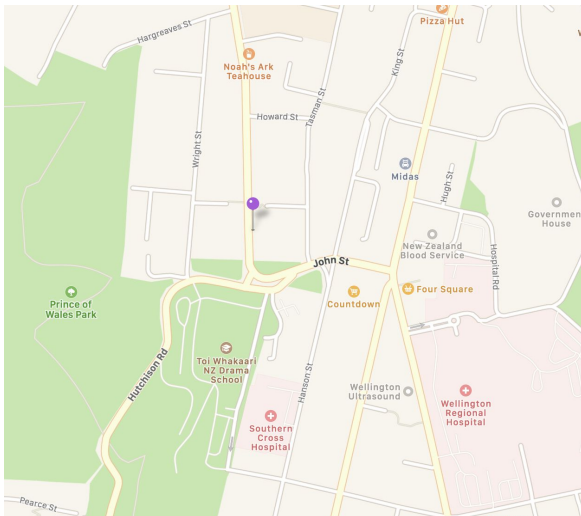 Pizza Hut
Hargreaves St
Noah's Ark
Teahouse
King St
Tasman St
Howard St
Wright St
Midas
Hugh St
Government
House
New Zealand
Blood Service
Hospital Rd
John St
Prince of
Wales Park
Countdown
Four Square
Hutchison Rd
Toi Whakaari
NZ Drama
School
Hanson St
Wellington
Ultrasound
Wellington
Regional
Hospital
Southern
Cross
Hospital
Pearce St